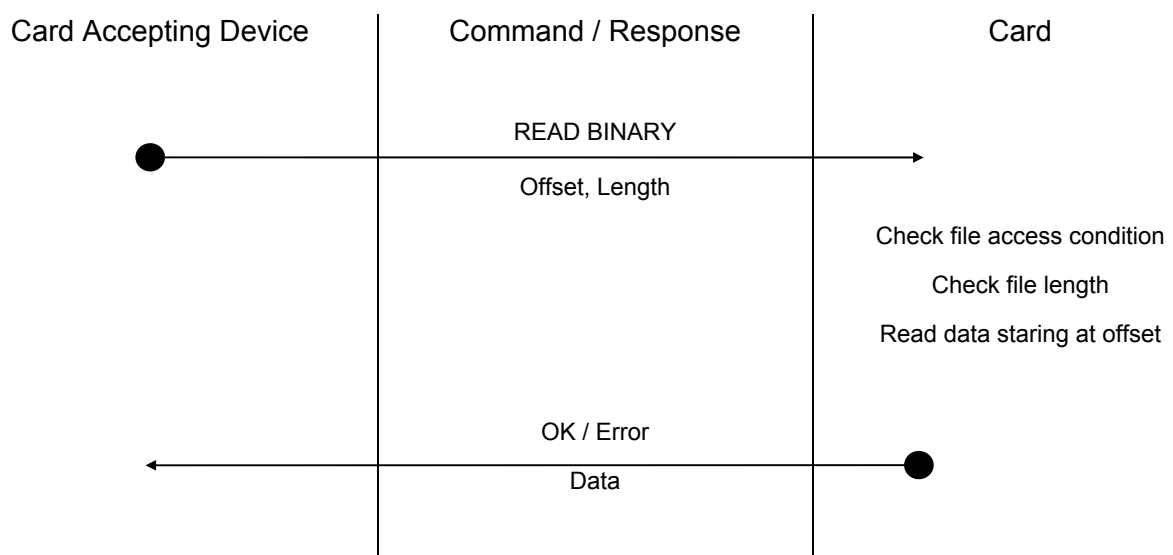 Card Accepting Device
Command / Response
Card
READ BINARY
Offset, Length
Check file access condition
Check file length
Read data staring at offset
OK / Error
Data